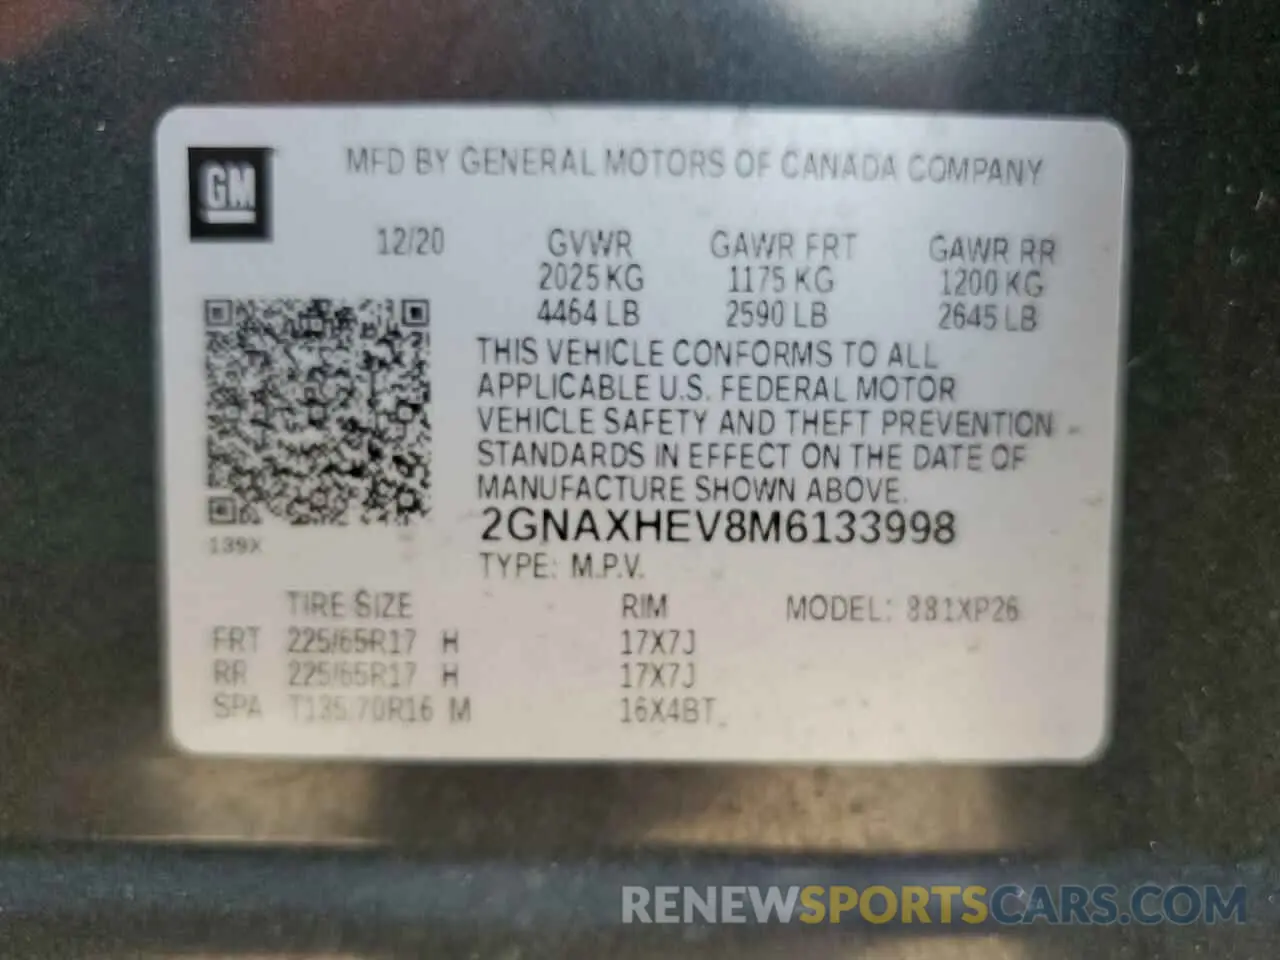 GM
MFD BY GENERAL MOTORS OF CANADA COMPANY
12/20 GVWR GAWR FRT GAWR RR
2025 KG 1175 KG 1200 KG
4464 LB 2590 LB 2645 LB
THIS VEHICLE CONFORMS TO ALL
APPLICABLE U.S. FEDERAL MOTOR
VEHICLE SAFETY AND THEFT PREVENTION
STANDARDS IN EFFECT ON THE DATE OF
MANUFACTURE SHOWN ABOVE.
139X
2GNAXHEV8M6133998
TYPE: M.P.V.
TIRE SIZE RIM MODEL: 881XP26
FRT 225/65R17 H 17X7J
RR 225/65R17 H 17X7J
SPA T135/70R16 M 16X4BT
RENEWSPORTSCARS.COM